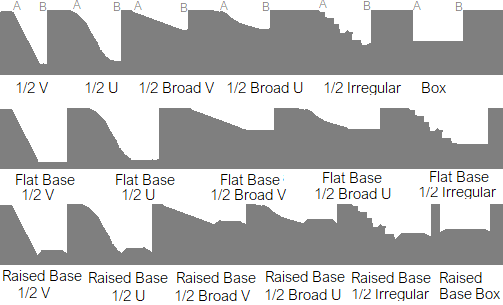 A B A B A B A B A B A B
1/2 V 1/2 U 1/2 Broad V 1/2 Broad U 1/2 Irregular Box
Flat Base Flat Base Flat Base Flat Base Flat Base
1/2 V 1/2 U 1/2 Broad V 1/2 Broad U 1/2 Irregular
Raised Base Raised Base Raised Base Raised Base Raised Base Raised
1/2 V 1/2 U 1/2 Broad V 1/2 Broad U 1/2 Irregular Base Box